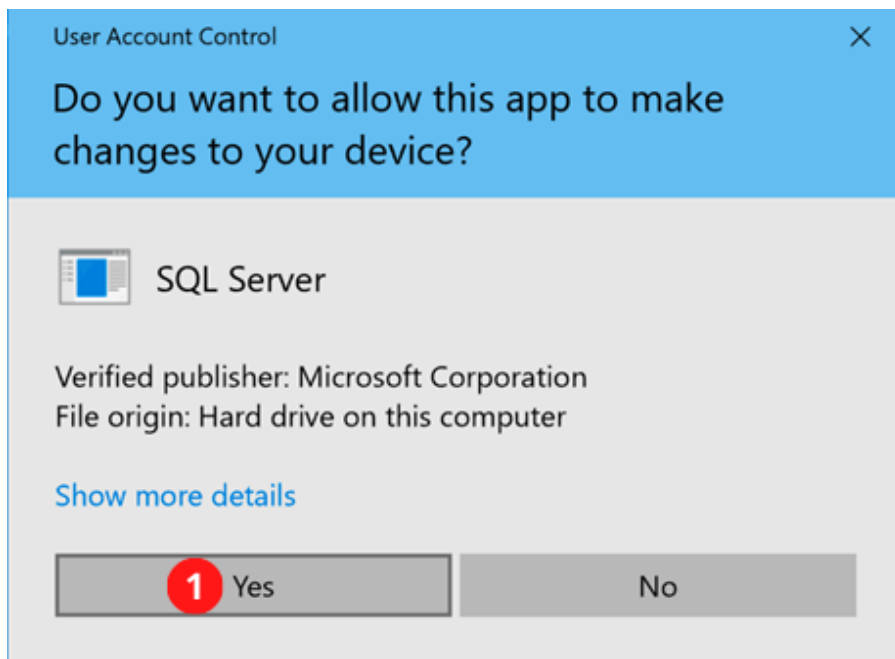 User Account Control
Do you want to allow this app to make
changes to your device?
SQL Server
Verified publisher: Microsoft Corporation
File origin: Hard drive on this computer
Show more details
1 Yes
No